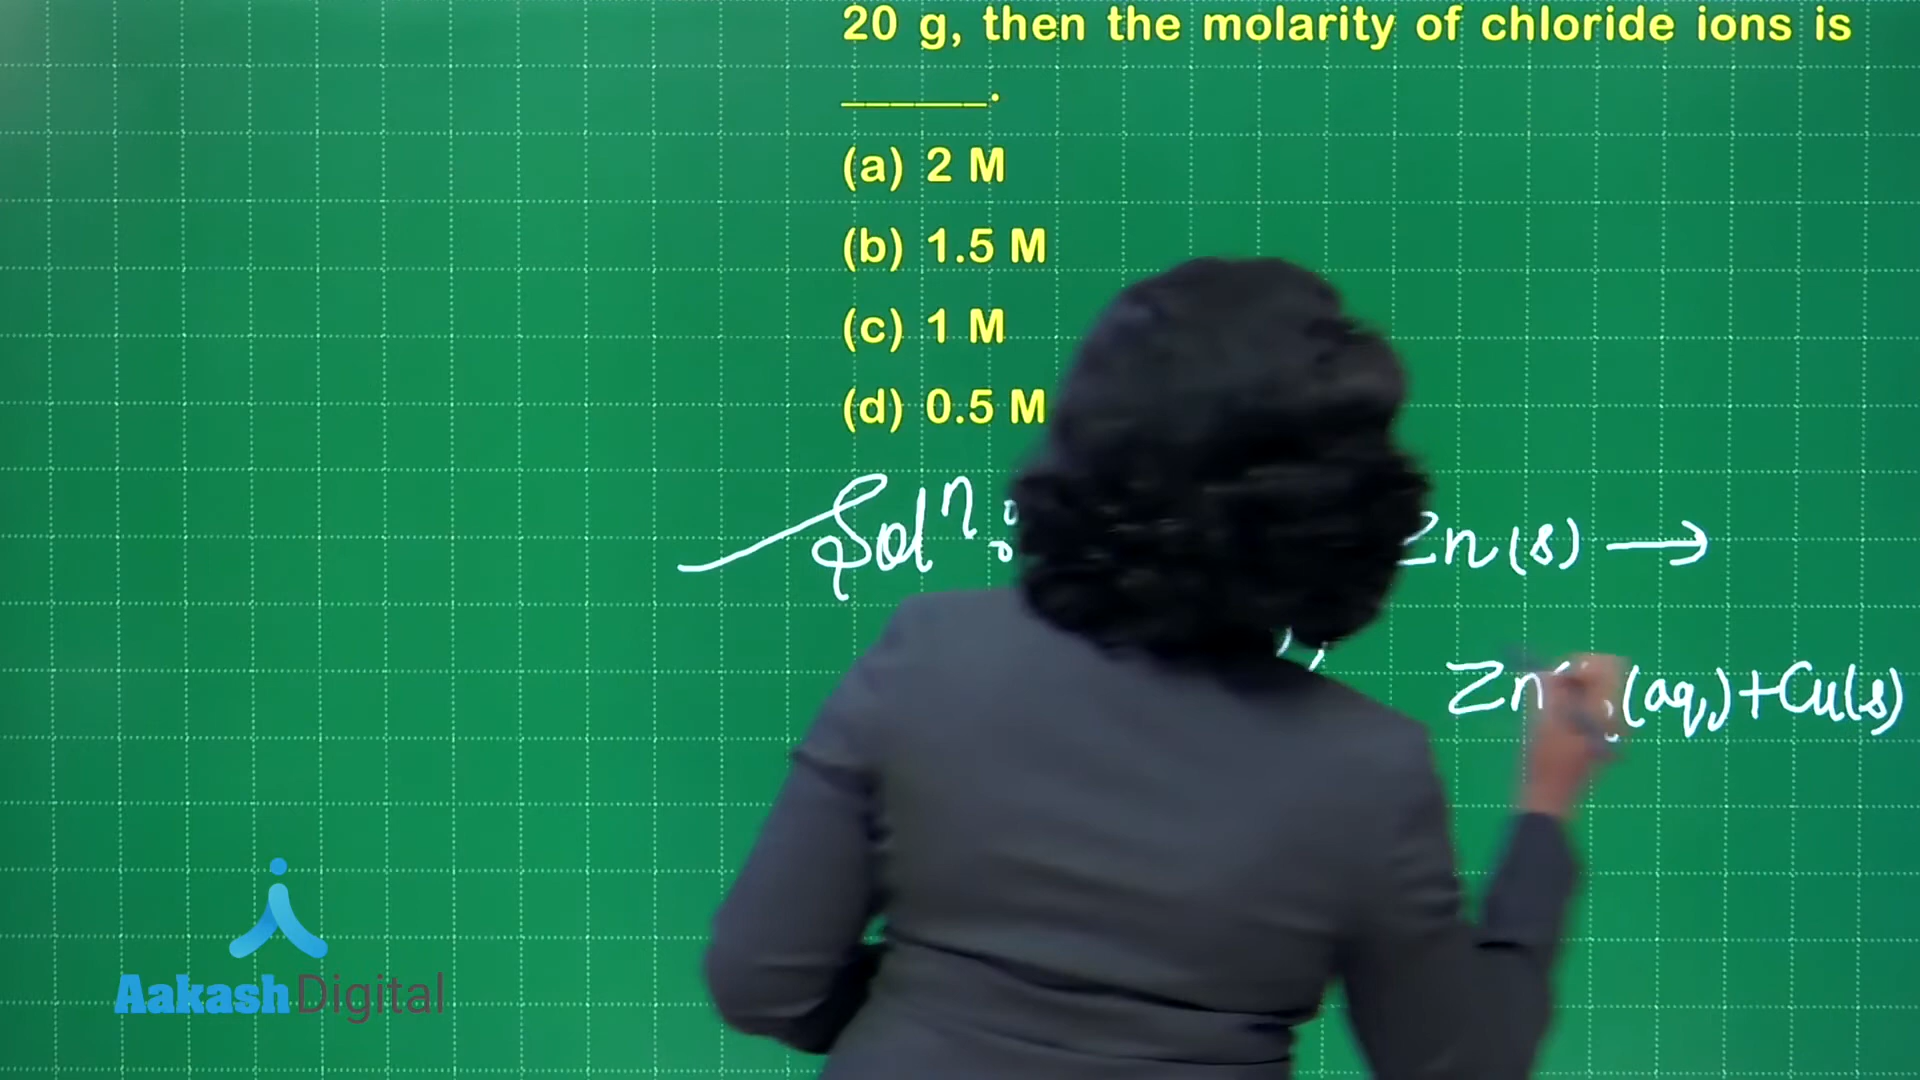 20 g, then the molarity of chloride ions is
______.
(a) 2 M
(b) 1.5 M
(c) 1 M
(d) 0.5 M
Solⁿ: Zn(s) →
(aq) + Cu(s)
Aakash Digital